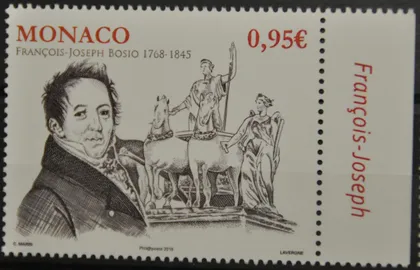 MONACO
0,95€
FRANÇOIS-JOSEPH BOSIO 1768-1845
François-Joseph
LAVERGNE